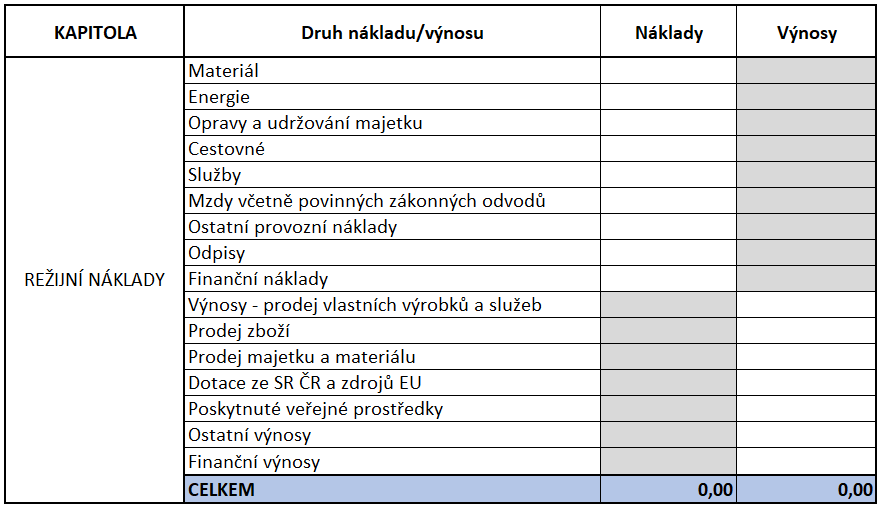 KAPITOLA Druh nákladu/výnosu Náklady Výnosy
Materiál
Energie
Opravy a udržování majetku
Cestovné
Služby
Mzdy včetně povinných zákonných odvodů
Ostatní provozní náklady
Odpisy
REŽIJNÍ NÁKLADY Finanční náklady
Výnosy - prodej vlastních výrobků a služeb
Prodej zboží
Prodej majetku a materiálu
Dotace ze SR ČR a zdrojů EU
Poskytnuté veřejné prostředky
Ostatní výnosy
Finanční výnosy
CELKEM 0,00 0,00